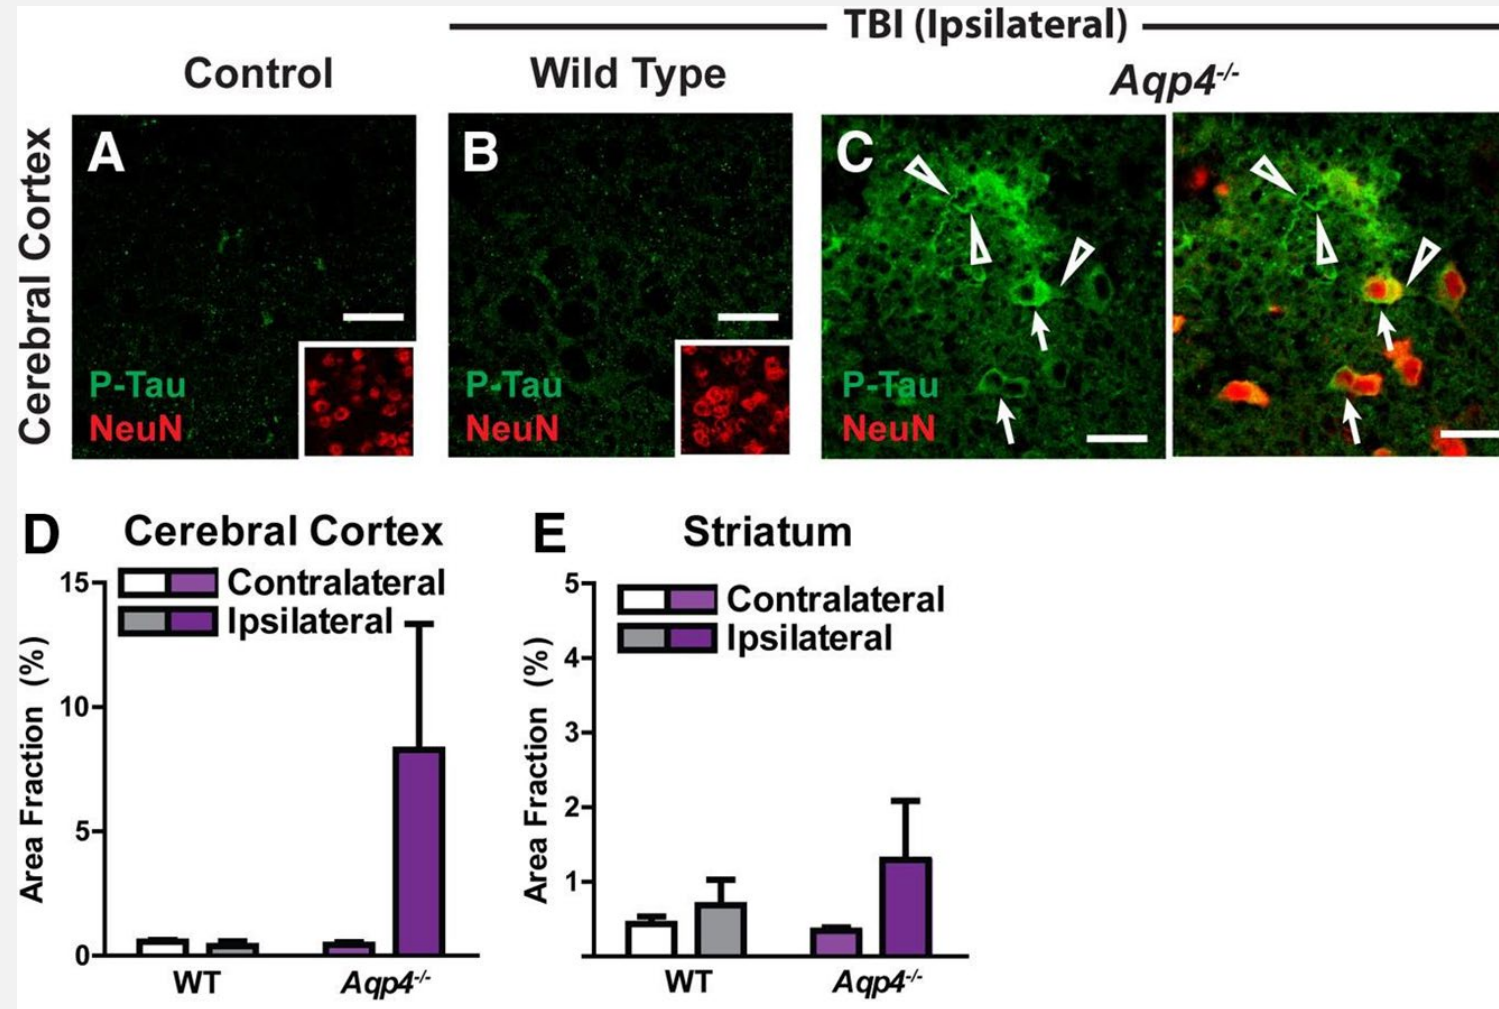 TBI (Ipsilateral)
Control
Wild Type
Aqp4-/-
Cerebral Cortex
A
P-Tau
NeuN
B
P-Tau
NeuN
C
P-Tau
NeuN
D
Cerebral Cortex
Contralateral
Ipsilateral
Area Fraction (%)
15
10
5
0
WT
Aqp4-/-
E
Striatum
Contralateral
Ipsilateral
Area Fraction (%)
5
4
3
2
1
WT
Aqp4-/-